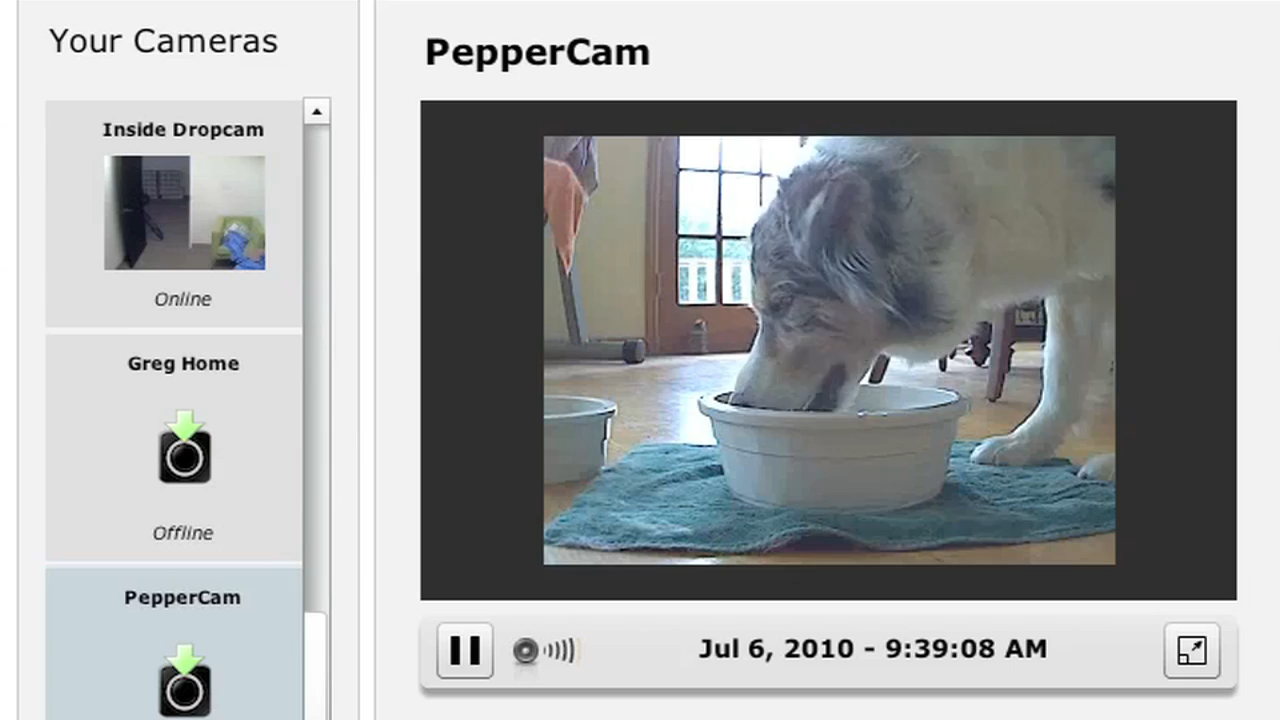 Your Cameras
Inside Dropcam
Online
Greg Home
Offline
PepperCam
PepperCam
Jul 6, 2010 - 9:39:08 AM